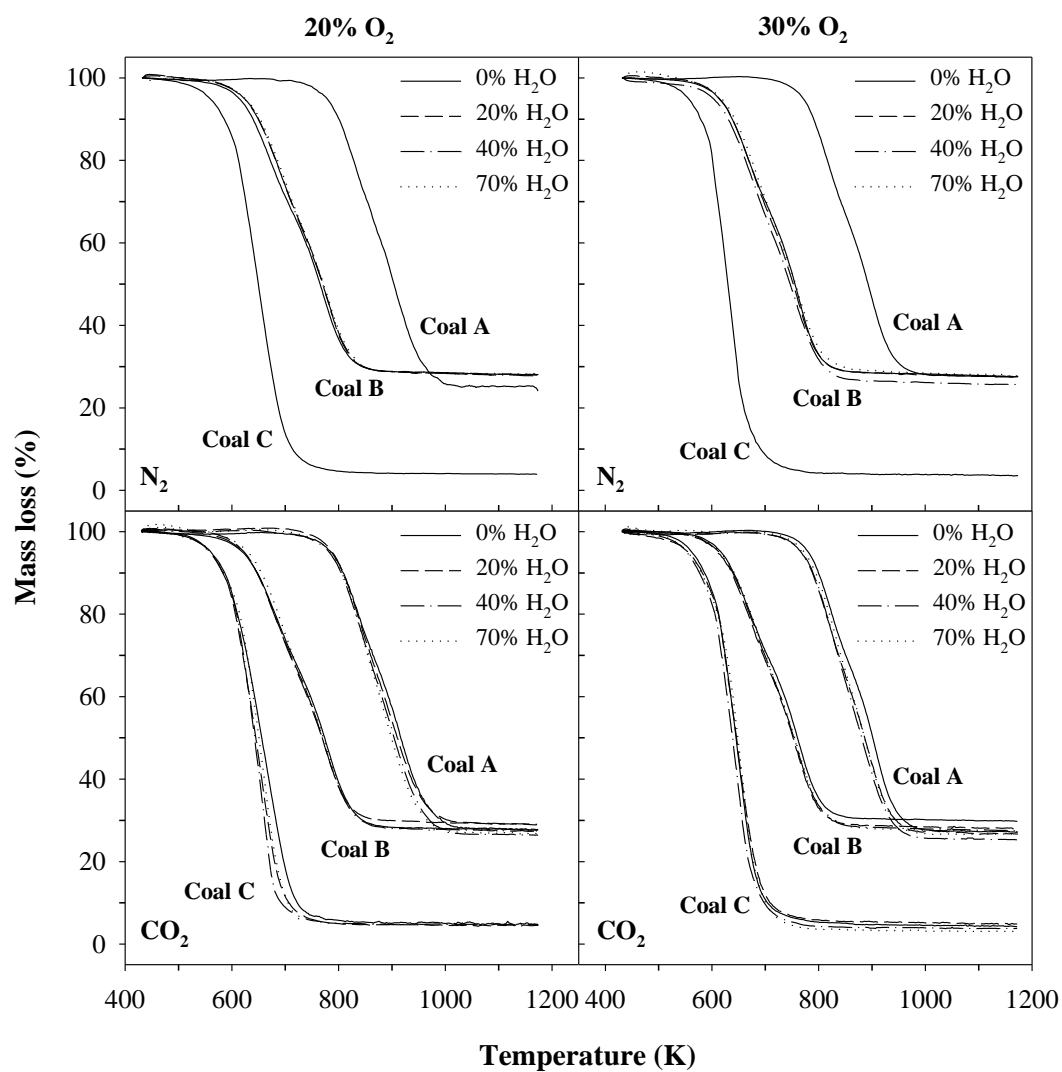 20% O₂
30% O₂
100
80
60
40
20
0
0% H₂O
20% H₂O
40% H₂O
70% H₂O
Coal A
Coal B
Coal C
N₂
0% H₂O
20% H₂O
40% H₂O
70% H₂O
Coal A
Coal B
Coal C
N₂
Mass loss (%)
100
80
60
40
20
0
0% H₂O
20% H₂O
40% H₂O
70% H₂O
Coal A
Coal B
Coal C
CO₂
0% H₂O
20% H₂O
40% H₂O
70% H₂O
Coal A
Coal B
Coal C
CO₂
400 600 800 1000 1200
400 600 800 1000 1200
Temperature (K)